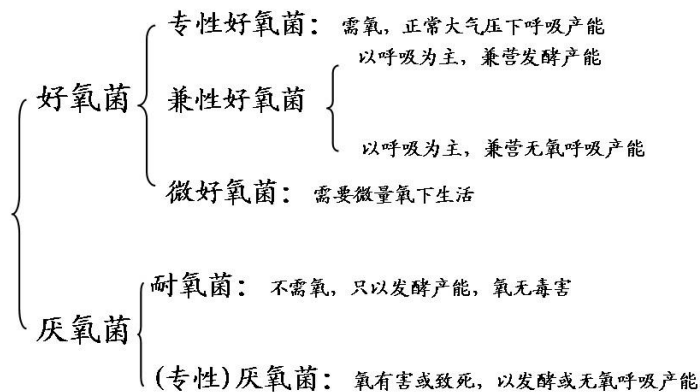 专性好氧菌：需氧，正常大气压下呼吸产能
以呼吸为主，兼营发酵产能
好氧菌
兼性好氧菌
以呼吸为主，兼营无氧呼吸产能
微好氧菌：需要微量氧下生活
耐氧菌：不需氧，只以发酵产能，氧无毒害
厌氧菌
(专性)厌氧菌：氧有害或致死，以发酵或无氧呼吸产能